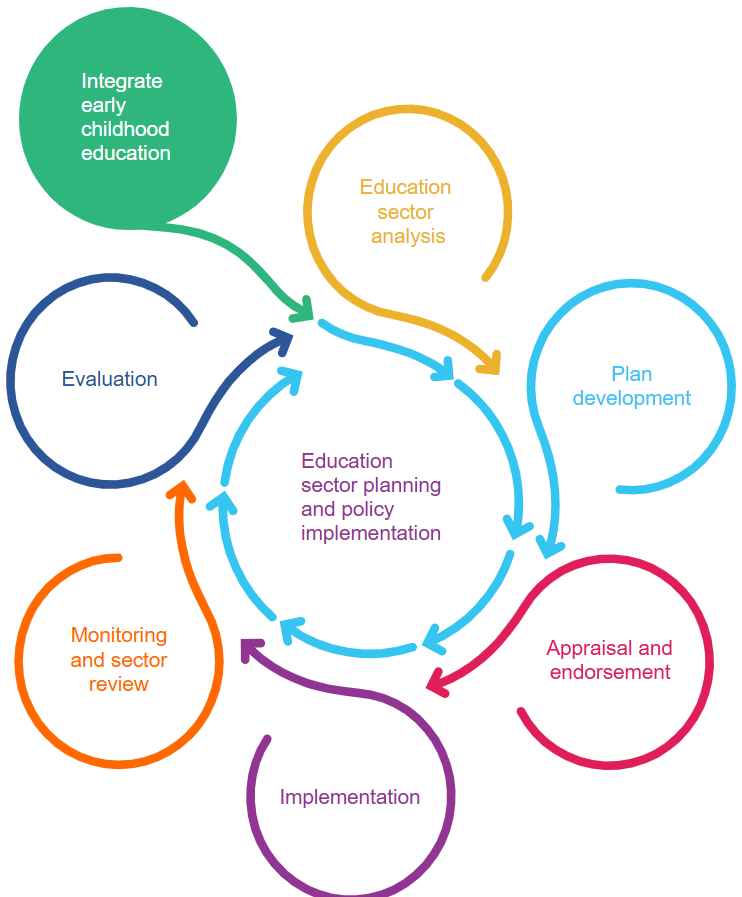 Integrate
early
childhood
education
Education
sector
analysis
Evaluation
Plan
development
Education
sector planning
and policy
implementation
Monitoring
and sector
review
Appraisal and
endorsement
Implementation